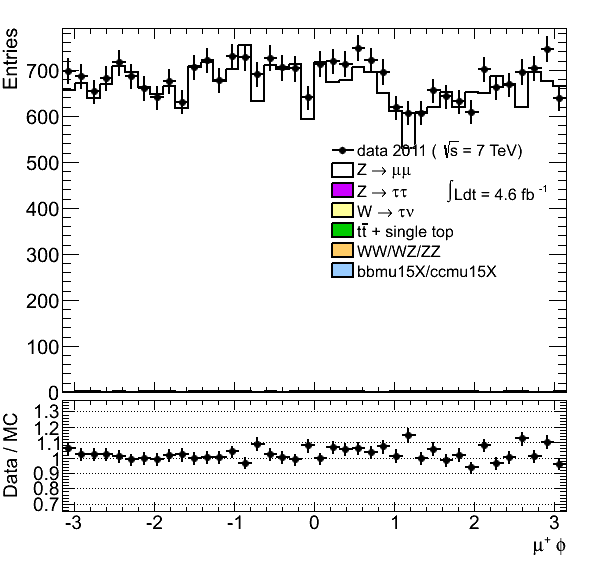 Entries
700
600
500
400
300
200
100
0
data 2011 ( √s = 7 TeV)
Z → μμ
Z → ττ
∫Ldt = 4.6 fb⁻¹
W → τν
tt̄ + single top
WW/WZ/ZZ
bbmu15X/ccmu15X
Data / MC
1.3
1.2
1.1
1
0.9
0.8
0.7
-3 -2 -1 0 1 2 3
μ⁺ ϕ